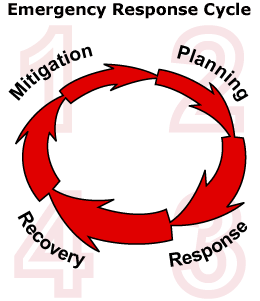 Emergency Response Cycle
1
Mitigation
2
Planning
3
Response
4
Recovery